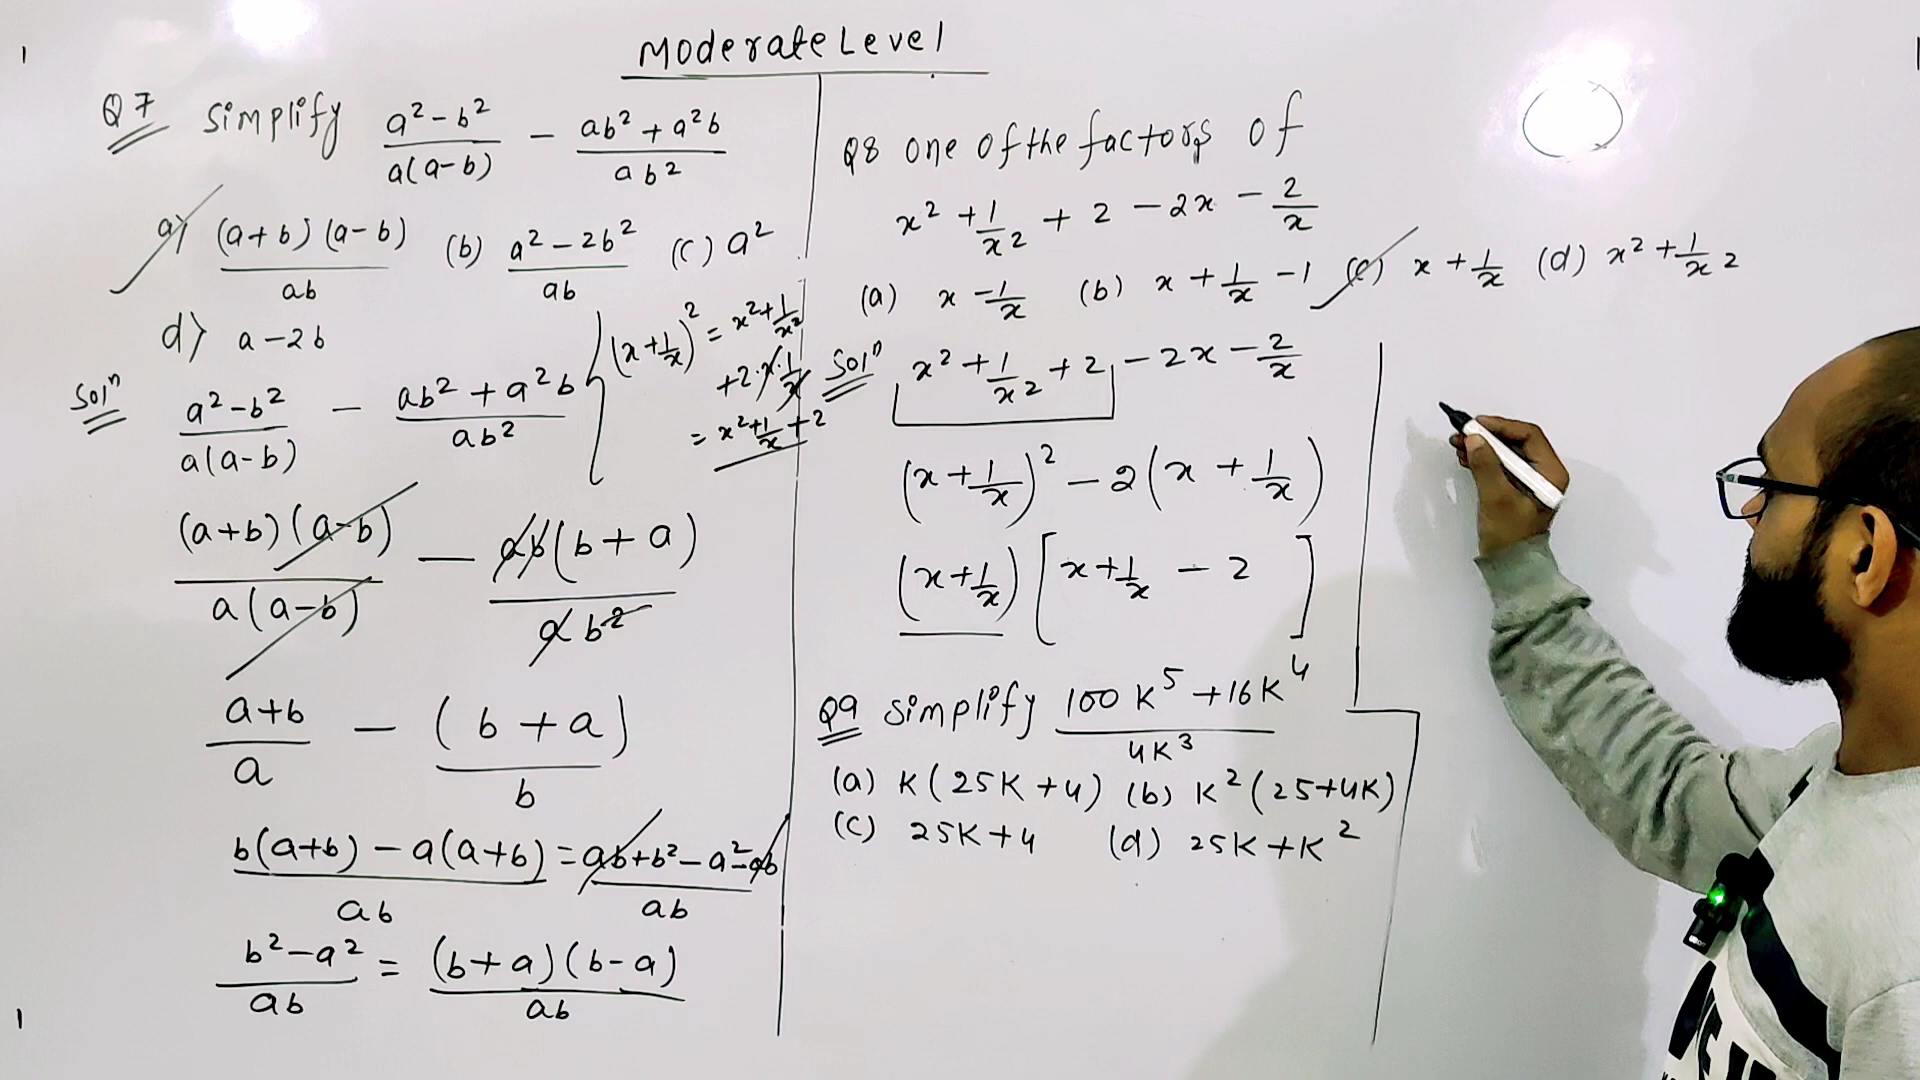 Moderate Level
Q7 Simplify (a² - b²)/(a(a-b)) - (ab² + a²b)/(ab²)
a) ((a+b)(a-b))/(ab) (b) (a² - 2b²)/(ab) (c) a²
d) a - 2b
Solⁿ (a² - b²)/(a(a-b)) - (ab² + a²b)/(ab²)
((a+b)(a-b))/(a(a-b)) - (ab(b+a))/(ab²)
(a+b)/a - (b+a)/b
(b(a+b) - a(a+b))/(ab) = (ab + b² - a² - ab)/(ab)
(b² - a²)/(ab) = ((b+a)(b-a))/(ab)
(x + 1/x)² = x² + 1/x²
+2·x·1/x
= x² + 1/x + 2
Q8 one of the factors of
x² + 1/x² + 2 - 2x - 2/x
(a) x - 1/x (b) x + 1/x - 1 (c) x + 1/x (d) x² + 1/x²
Solⁿ x² + 1/x² + 2 - 2x - 2/x
(x + 1/x)² - 2(x + 1/x)
(x + 1/x)[x + 1/x - 2]
Q9 Simplify (100K⁵ + 16K⁴)/(4K³)
(a) K(25K+4) (b) K²(25+4K)
(c) 25K+4 (d) 25K+K²